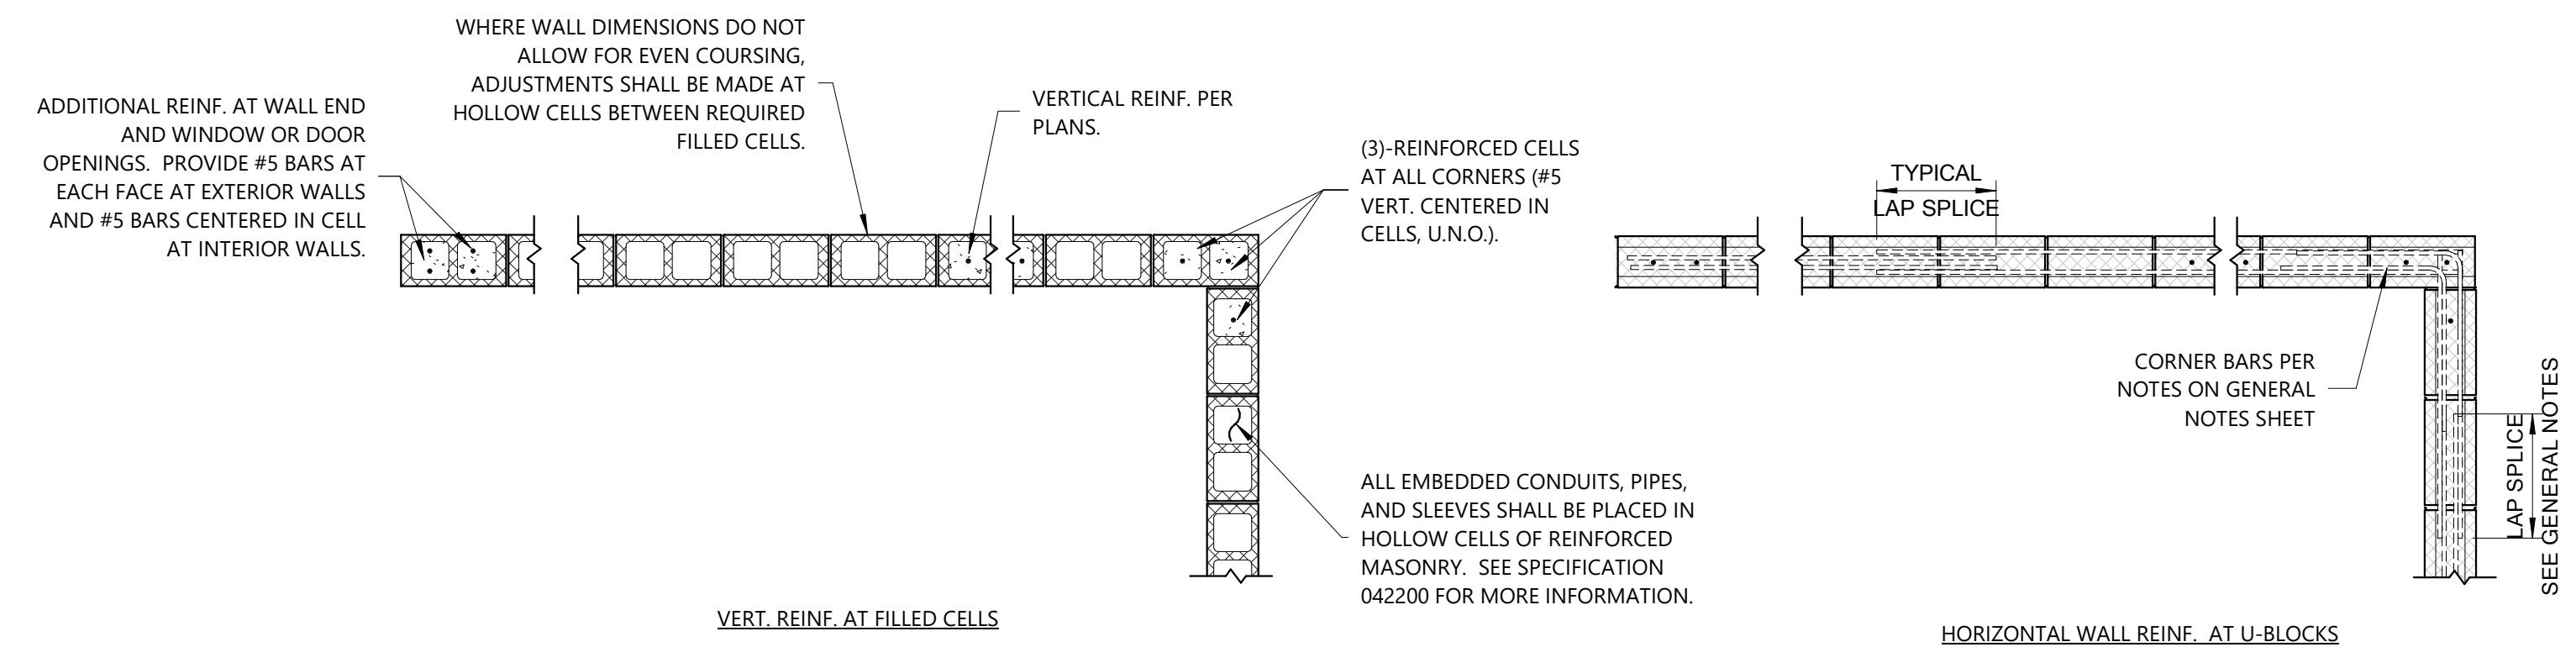 WHERE WALL DIMENSIONS DO NOT
ALLOW FOR EVEN COURSING,
ADJUSTMENTS SHALL BE MADE AT
HOLLOW CELLS BETWEEN REQUIRED
FILLED CELLS.
ADDITIONAL REINF. AT WALL END
AND WINDOW OR DOOR
OPENINGS.  PROVIDE #5 BARS AT
EACH FACE AT EXTERIOR WALLS
AND #5 BARS CENTERED IN CELL
AT INTERIOR WALLS.
VERTICAL REINF. PER
PLANS.
(3)-REINFORCED CELLS
AT ALL CORNERS (#5
VERT. CENTERED IN
CELLS, U.N.O.).
ALL EMBEDDED CONDUITS, PIPES,
AND SLEEVES SHALL BE PLACED IN
HOLLOW CELLS OF REINFORCED
MASONRY.  SEE SPECIFICATION
042200 FOR MORE INFORMATION.
VERT. REINF. AT FILLED CELLS
TYPICAL
LAP SPLICE
CORNER BARS PER
NOTES ON GENERAL
NOTES SHEET
LAP SPLICE
SEE GENERAL NOTES
HORIZONTAL WALL REINF.  AT U-BLOCKS